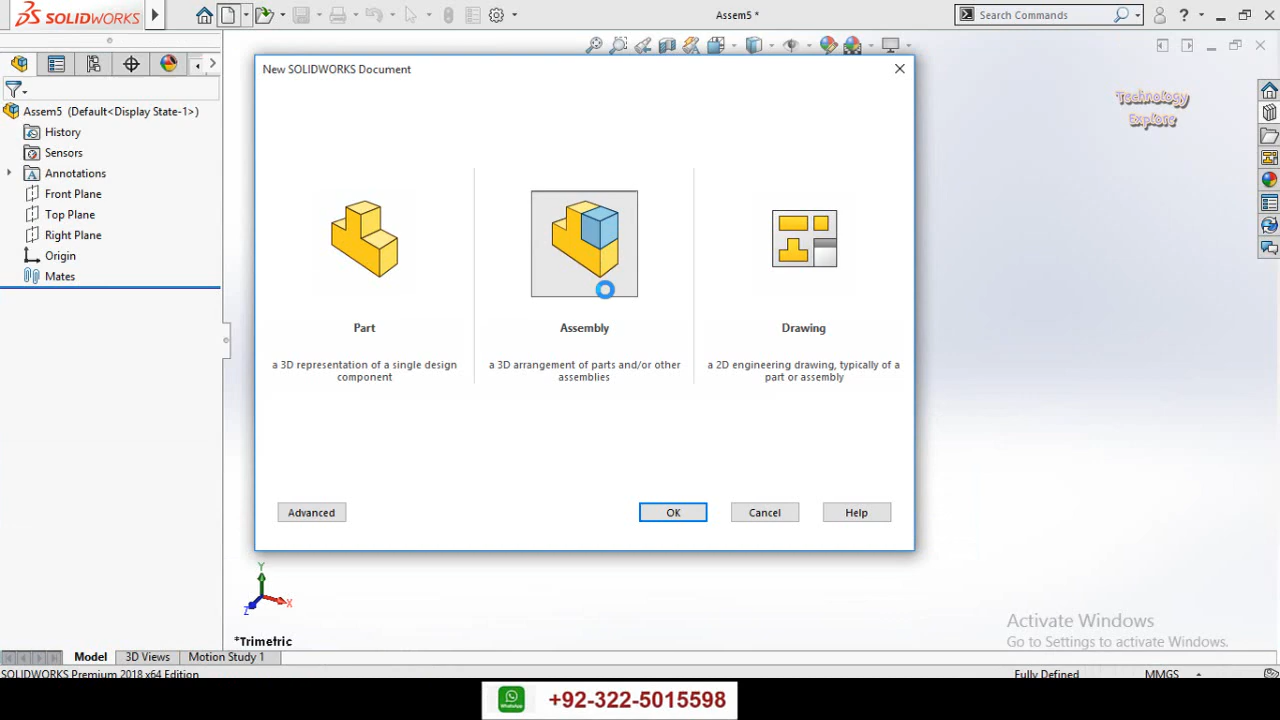 SOLIDWORKS
Assem5 *
Search Commands
New SOLIDWORKS Document
Technology
Explore
Assem5 (Default<Display State-1>)
History
Sensors
Annotations
Front Plane
Top Plane
Right Plane
Origin
Mates
Part
Assembly
Drawing
a 3D representation of a single design
component
a 3D arrangement of parts and/or other
assemblies
a 2D engineering drawing, typically of a
part or assembly
Advanced
OK
Cancel
Help
Y
X
Z
*Trimetric
Activate Windows
Go to Settings to activate Windows.
Model
3D Views
Motion Study 1
SOLIDWORKS Premium 2018 x64 Edition
Fully Defined
MMGS
WhatsApp
+92-322-5015598